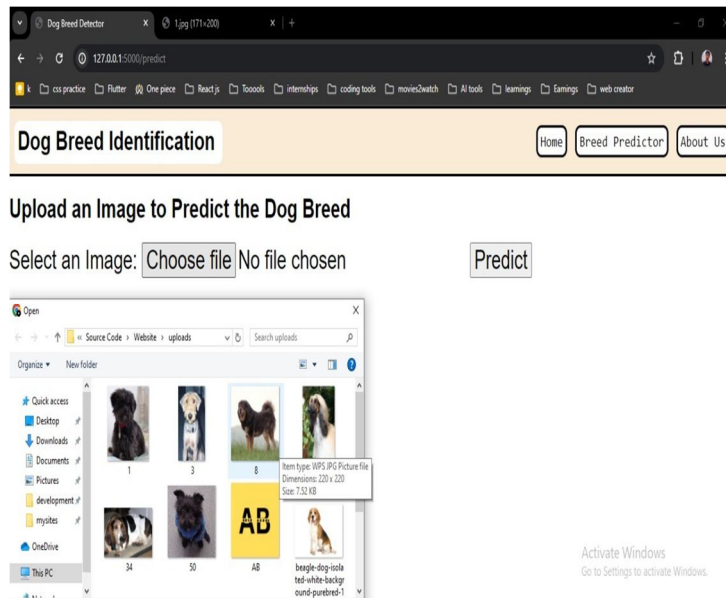 Dog Breed Detector
1.jpg (171×200)
127.0.0.1:5000/predict
k css practice Flutter One piece React js Tooools internships coding tools movies2watch AI tools learnings Earnings web creator
Dog Breed Identification
Home Breed Predictor About Us
Upload an Image to Predict the Dog Breed
Select an Image: Choose file No file chosen Predict
Open
« Source Code › Website › uploads Search uploads
Organize New folder
Quick access
Desktop
Downloads
Documents
Pictures
development
mysites
OneDrive
This PC
1 3 8
Item type: WPS JPG Picture file
Dimensions: 220 x 220
Size: 7.52 KB
AB
34 50 AB beagle-dog-isola
ted-white-backgr
ound-purebred-1
Activate Windows
Go to Settings to activate Windows.